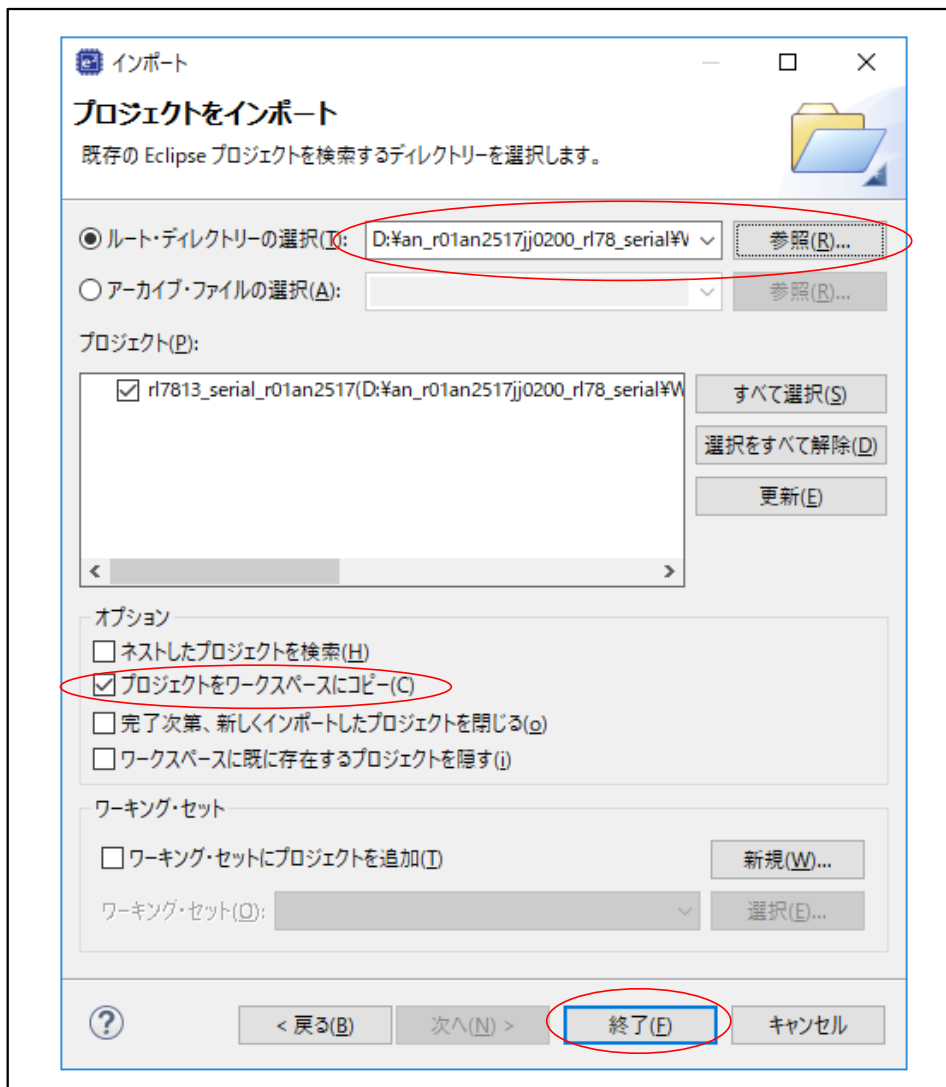 インポート
プロジェクトをインポート
既存の Eclipse プロジェクトを検索するディレクトリーを選択します。
ルート・ディレクトリーの選択(T): D:¥an_r01an2517jj0200_rl78_serial¥W 参照(R)...
アーカイブ・ファイルの選択(A): 参照(R)...
プロジェクト(P):
rl7813_serial_r01an2517(D:¥an_r01an2517jj0200_rl78_serial¥W すべて選択(S)
選択をすべて解除(D)
更新(E)
オプション
ネストしたプロジェクトを検索(H)
プロジェクトをワークスペースにコピー(C)
完了次第、新しくインポートしたプロジェクトを閉じる(o)
ワークスペースに既に存在するプロジェクトを隠す(i)
ワーキング・セット
ワーキング・セットにプロジェクトを追加(T) 新規(W)...
ワーキング・セット(O): 選択(E)...
< 戻る(B) 次へ(N) > 終了(F) キャンセル